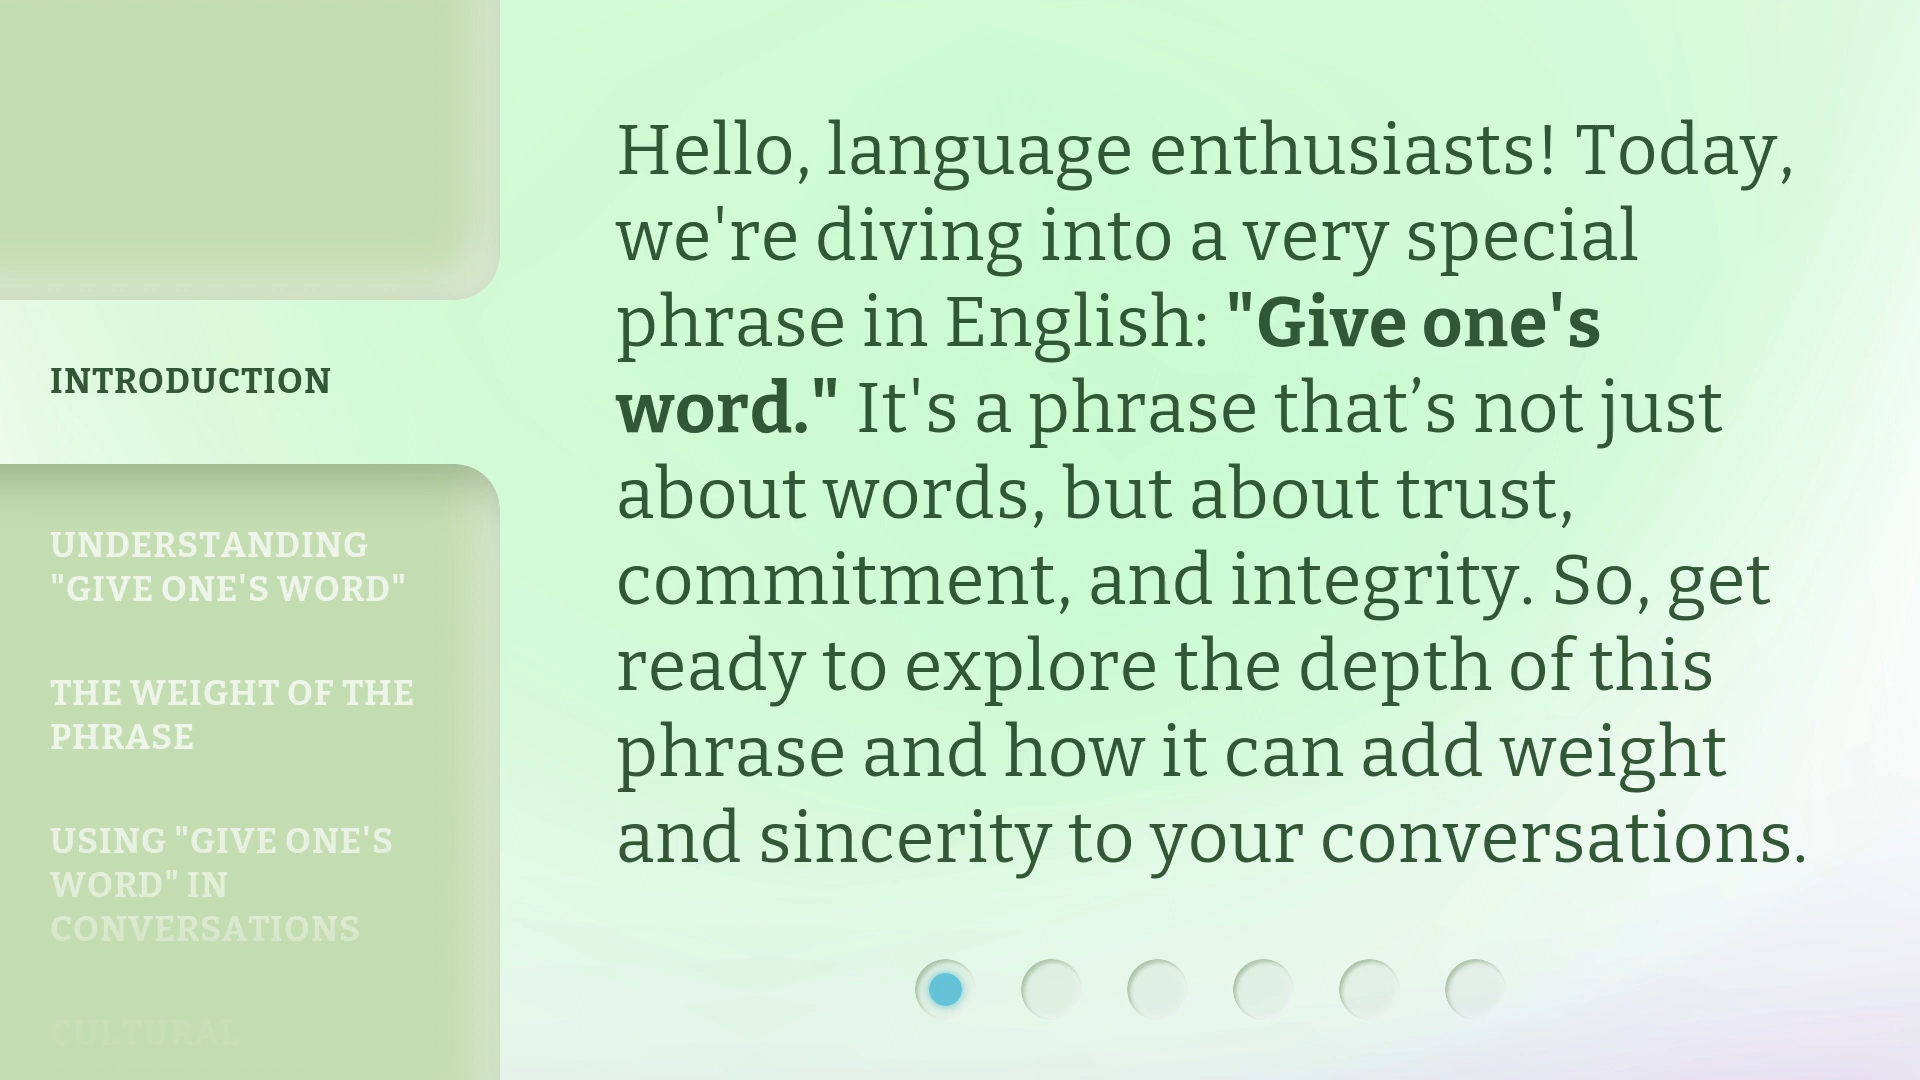 INTRODUCTION
UNDERSTANDING
"GIVE ONE'S WORD"
THE WEIGHT OF THE
PHRASE
USING "GIVE ONE'S
WORD" IN
CONVERSATIONS
CULTURAL
Hello, language enthusiasts! Today,
we're diving into a very special
phrase in English: "Give one's
word." It's a phrase that’s not just
about words, but about trust,
commitment, and integrity. So, get
ready to explore the depth of this
phrase and how it can add weight
and sincerity to your conversations.